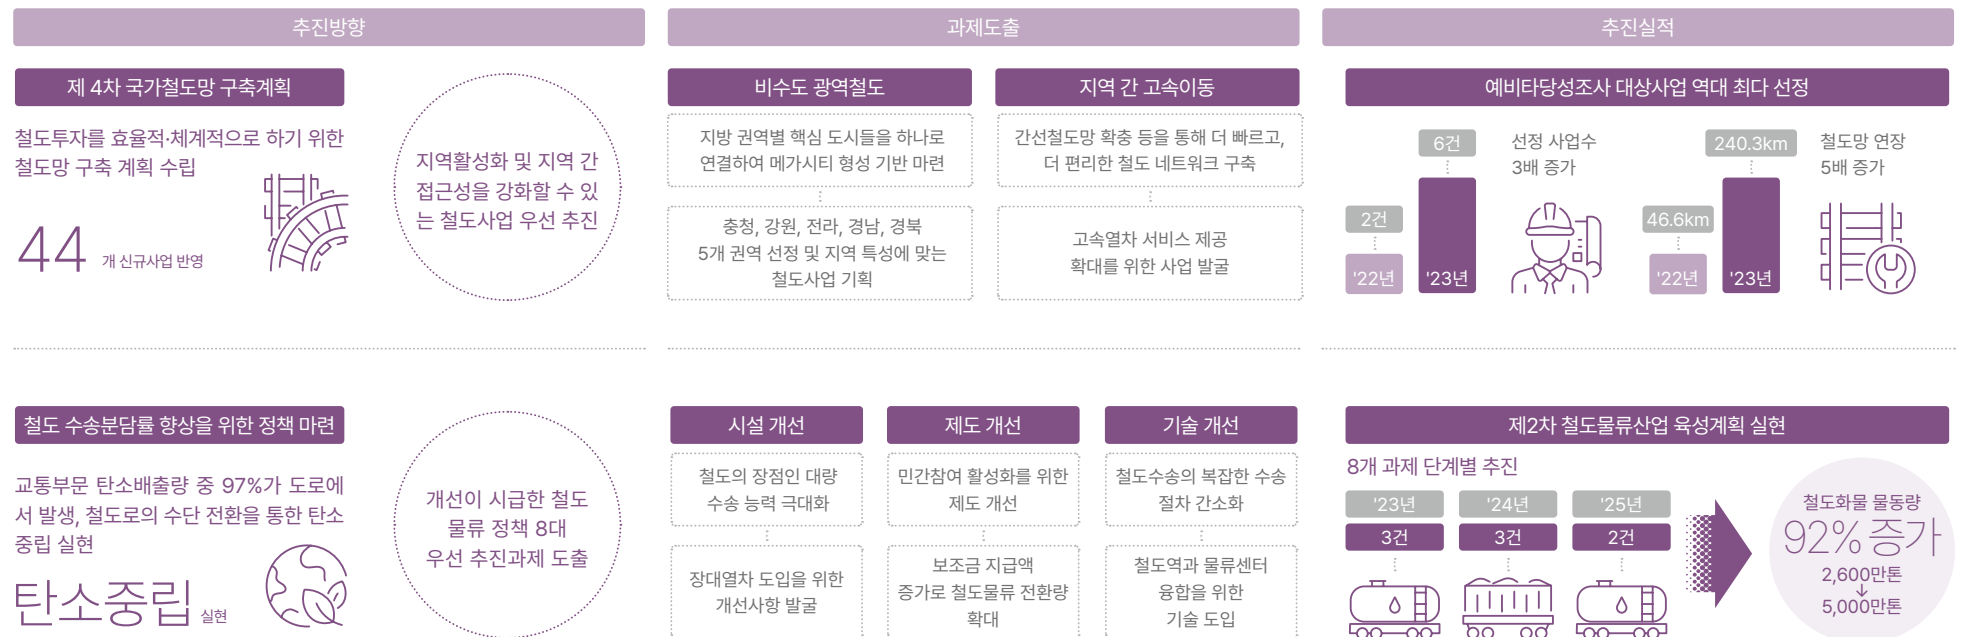 추진방향
과제도출
추진실적
제 4차 국가철도망 구축계획
철도투자를 효율적·체계적으로 하기 위한
철도망 구축 계획 수립
44 개 신규사업 반영
지역활성화 및 지역 간
접근성을 강화할 수 있
는 철도사업 우선 추진
비수도 광역철도
지방 권역별 핵심 도시들을 하나로
연결하여 메가시티 형성 기반 마련
충청, 강원, 전라, 경남, 경북
5개 권역 선정 및 지역 특성에 맞는
철도사업 기획
지역 간 고속이동
간선철도망 확충 등을 통해 더 빠르고,
더 편리한 철도 네트워크 구축
고속열차 서비스 제공
확대를 위한 사업 발굴
예비타당성조사 대상사업 역대 최다 선정
2건
'22년
6건
'23년
선정 사업수
3배 증가
46.6km
'22년
240.3km
'23년
철도망 연장
5배 증가
철도 수송분담률 향상을 위한 정책 마련
교통부문 탄소배출량 중 97%가 도로에
서 발생, 철도로의 수단 전환을 통한 탄소
중립 실현
탄소중립 실현
개선이 시급한 철도
물류 정책 8대
우선 추진과제 도출
시설 개선
철도의 장점인 대량
수송 능력 극대화
장대열차 도입을 위한
개선사항 발굴
제도 개선
민간참여 활성화를 위한
제도 개선
보조금 지급액
증가로 철도물류 전환량
확대
기술 개선
철도수송의 복잡한 수송
절차 간소화
철도역과 물류센터
융합을 위한
기술 도입
제2차 철도물류산업 육성계획 실현
8개 과제 단계별 추진
'23년
3건
'24년
3건
'25년
2건
철도화물 물동량
92% 증가
2,600만톤
↓
5,000만톤